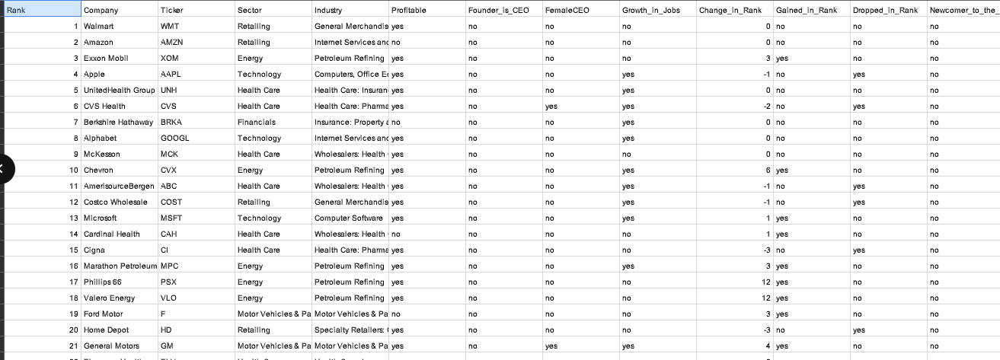 Rank Company Ticker Sector Industry Profitable Founder_is_CEO FemaleCEO Growth_in_Jobs Change_in_Rank Gained_in_Rank Dropped_in_Rank Newcomer_to_the_
1 Walmart WMT Retailing General Merchandis yes no no no 0 no no no
2 Amazon AMZN Retailing Internet Services and no no no no 0 no no no
3 Exxon Mobil XOM Energy Petroleum Refining yes no no no 3 yes no no
4 Apple AAPL Technology Computers, Office Eq yes no no yes -1 no yes no
5 UnitedHealth Group UNH Health Care Health Care: Insuran yes no no yes 0 no no no
6 CVS Health CVS Health Care Health Care: Pharma yes no yes yes -2 no yes no
7 Berkshire Hathaway BRKA Financials Insurance: Property a no no no yes 0 no no no
8 Alphabet GOOGL Technology Internet Services and yes no no yes 0 no no no
9 McKesson MCK Health Care Wholesalers: Health yes no no no 0 no no no
10 Chevron CVX Energy Petroleum Refining yes no no yes 6 yes no no
11 AmerisourceBergen ABC Health Care Wholesalers: Health yes no no yes -1 no yes no
12 Costco Wholesale COST Retailing General Merchandis yes no no yes -1 no yes no
13 Microsoft MSFT Technology Computer Software yes no no yes 1 yes no no
14 Cardinal Health CAH Health Care Wholesalers: Health no no no no 1 yes no no
15 Cigna CI Health Care Health Care: Pharma yes no no no -3 no yes no
16 Marathon Petroleum MPC Energy Petroleum Refining yes no no yes 3 yes no no
17 Phillips 66 PSX Energy Petroleum Refining yes no no no 12 yes no no
18 Valero Energy VLO Energy Petroleum Refining yes no no no 12 yes no no
19 Ford Motor F Motor Vehicles & Pa Motor Vehicles & Pa no no no no 3 yes no no
20 Home Depot HD Retailing Specialty Retailers: yes no no no -3 no yes no
21 General Motors GM Motor Vehicles & Pa Motor Vehicles & Pa yes no yes yes 4 yes no no